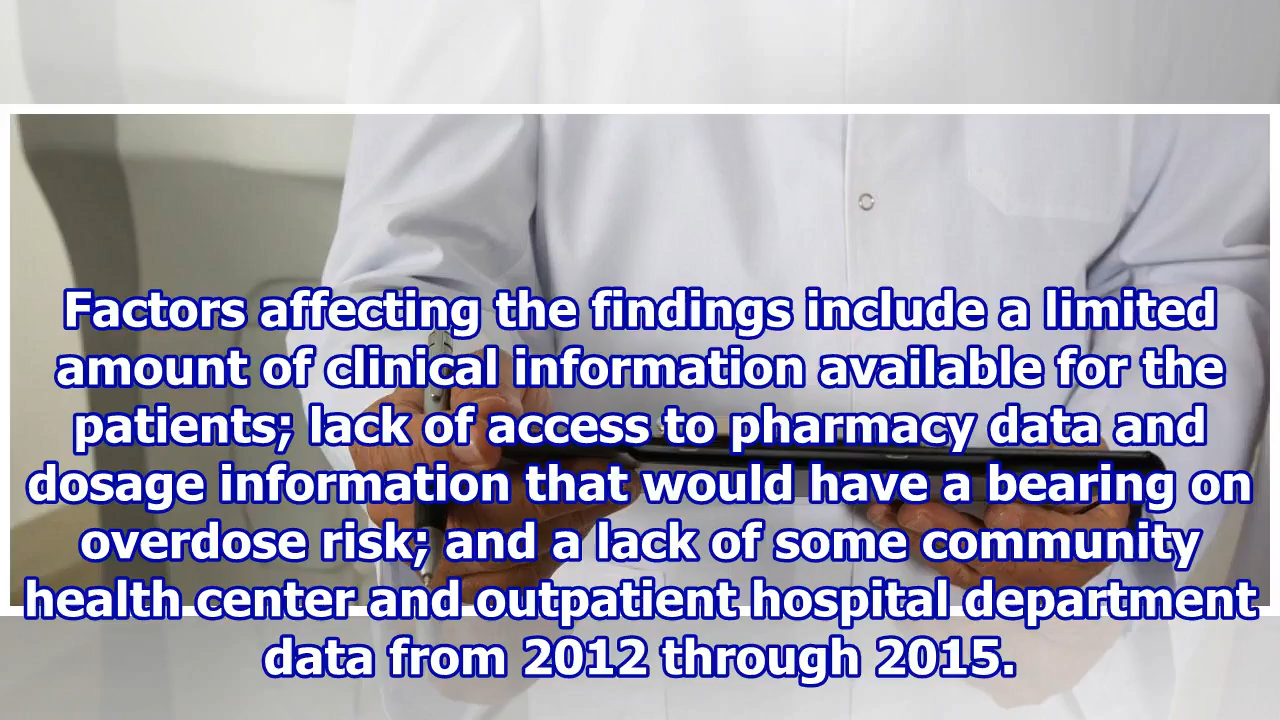 Factors affecting the findings include a limited
amount of clinical information available for the
patients; lack of access to pharmacy data and
dosage information that would have a bearing on
overdose risk; and a lack of some community
health center and outpatient hospital department
data from 2012 through 2015.